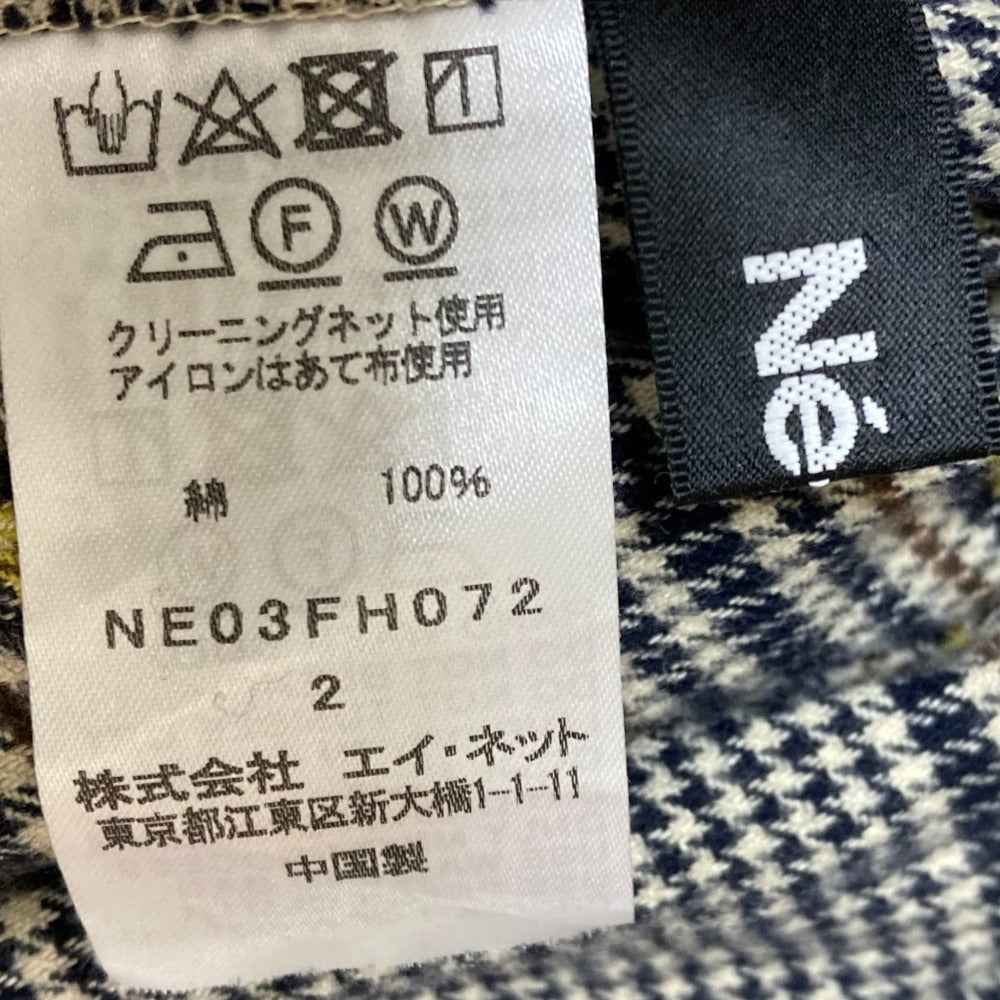 F W
クリーニングネット使用
アイロンはあて布使用
綿 100%
NE03FH072
2
株式会社 エイ・ネット
東京都江東区新大橋1-1-11
中国製
Né